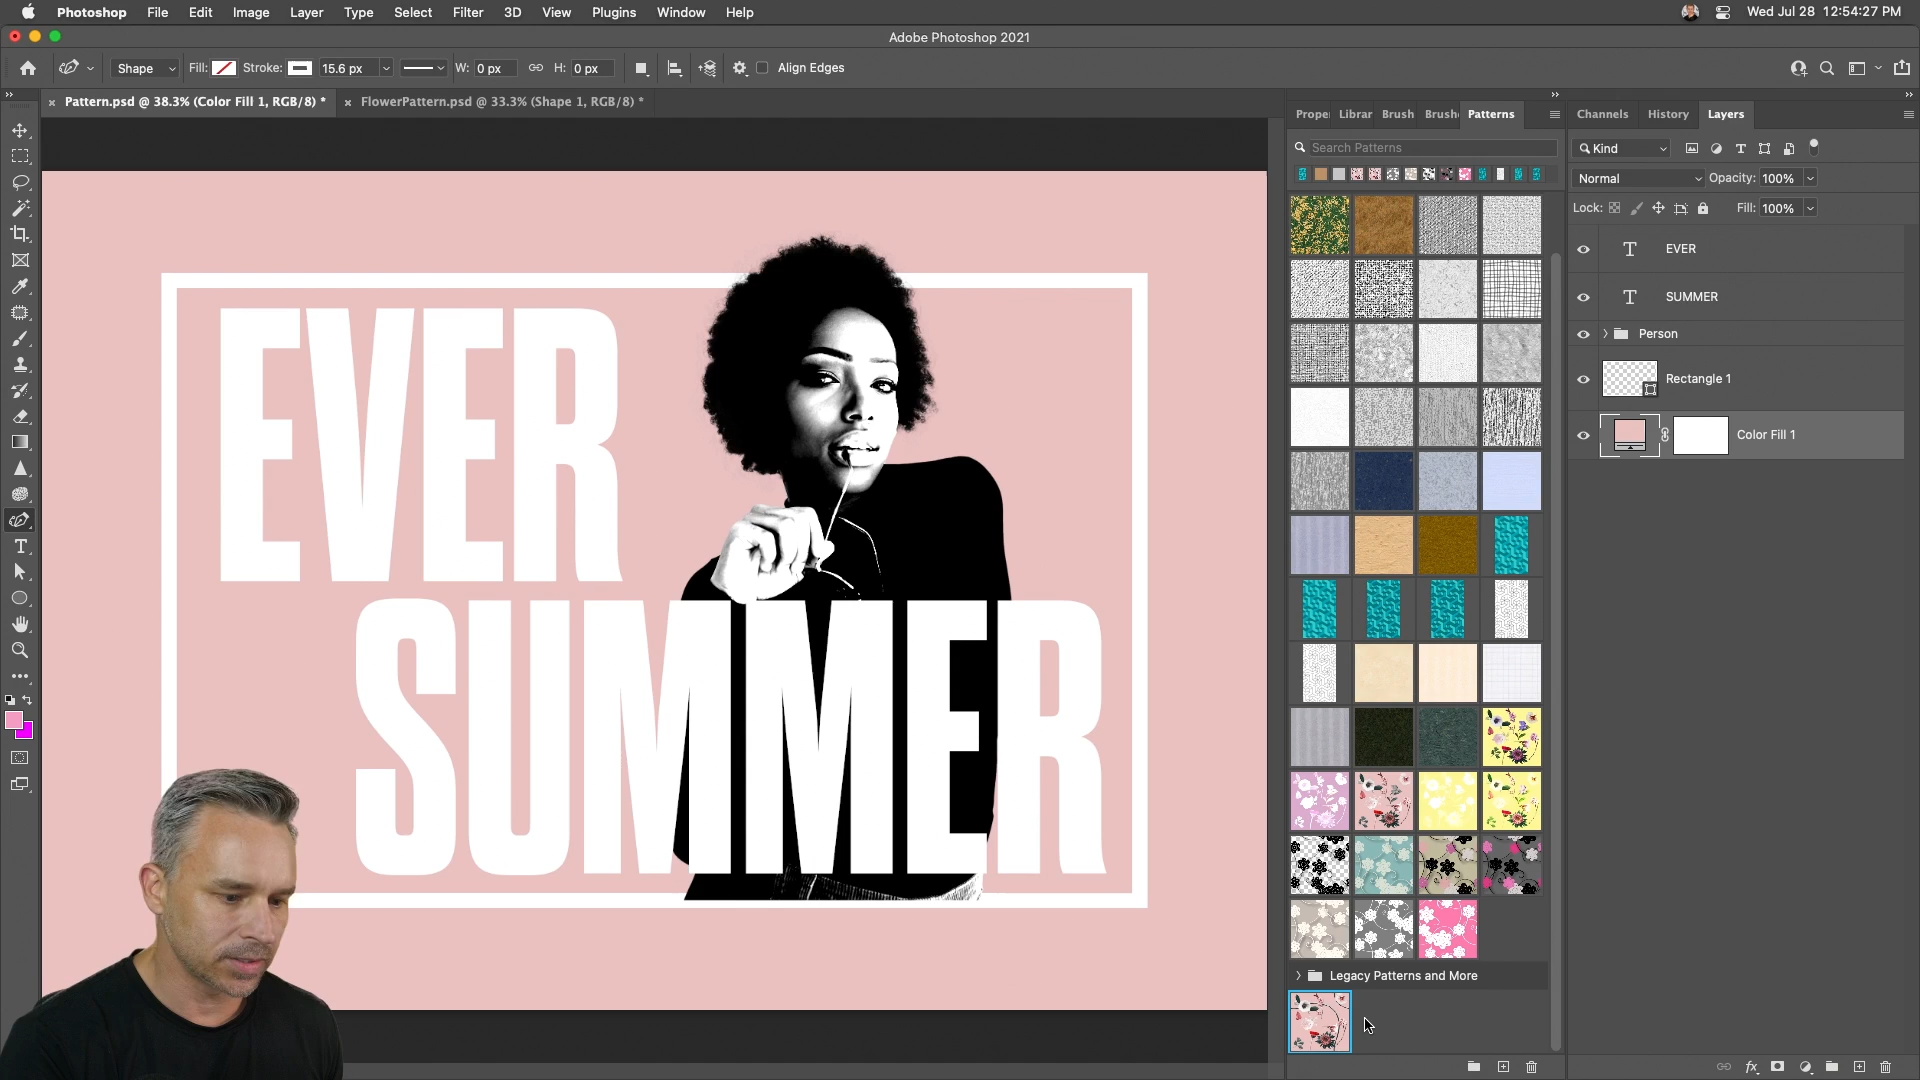 Photoshop File Edit Image Layer Type Select Filter 3D View Plugins Window Help Wed Jul 28 12:54:27 PM
Adobe Photoshop 2021
Shape Fill: Stroke: 15.6 px W: 0 px H: 0 px Align Edges
Pattern.psd @ 38.3% (Color Fill 1, RGB/8) * FlowerPattern.psd @ 33.3% (Shape 1, RGB/8) *
Prope Librar Brush Brush Patterns Channels History Layers
Search Patterns
Kind
Normal Opacity: 100%
Lock: Fill: 100%
EVER
SUMMER
Person
Rectangle 1
Color Fill 1
EVER
SUMMER
Legacy Patterns and More